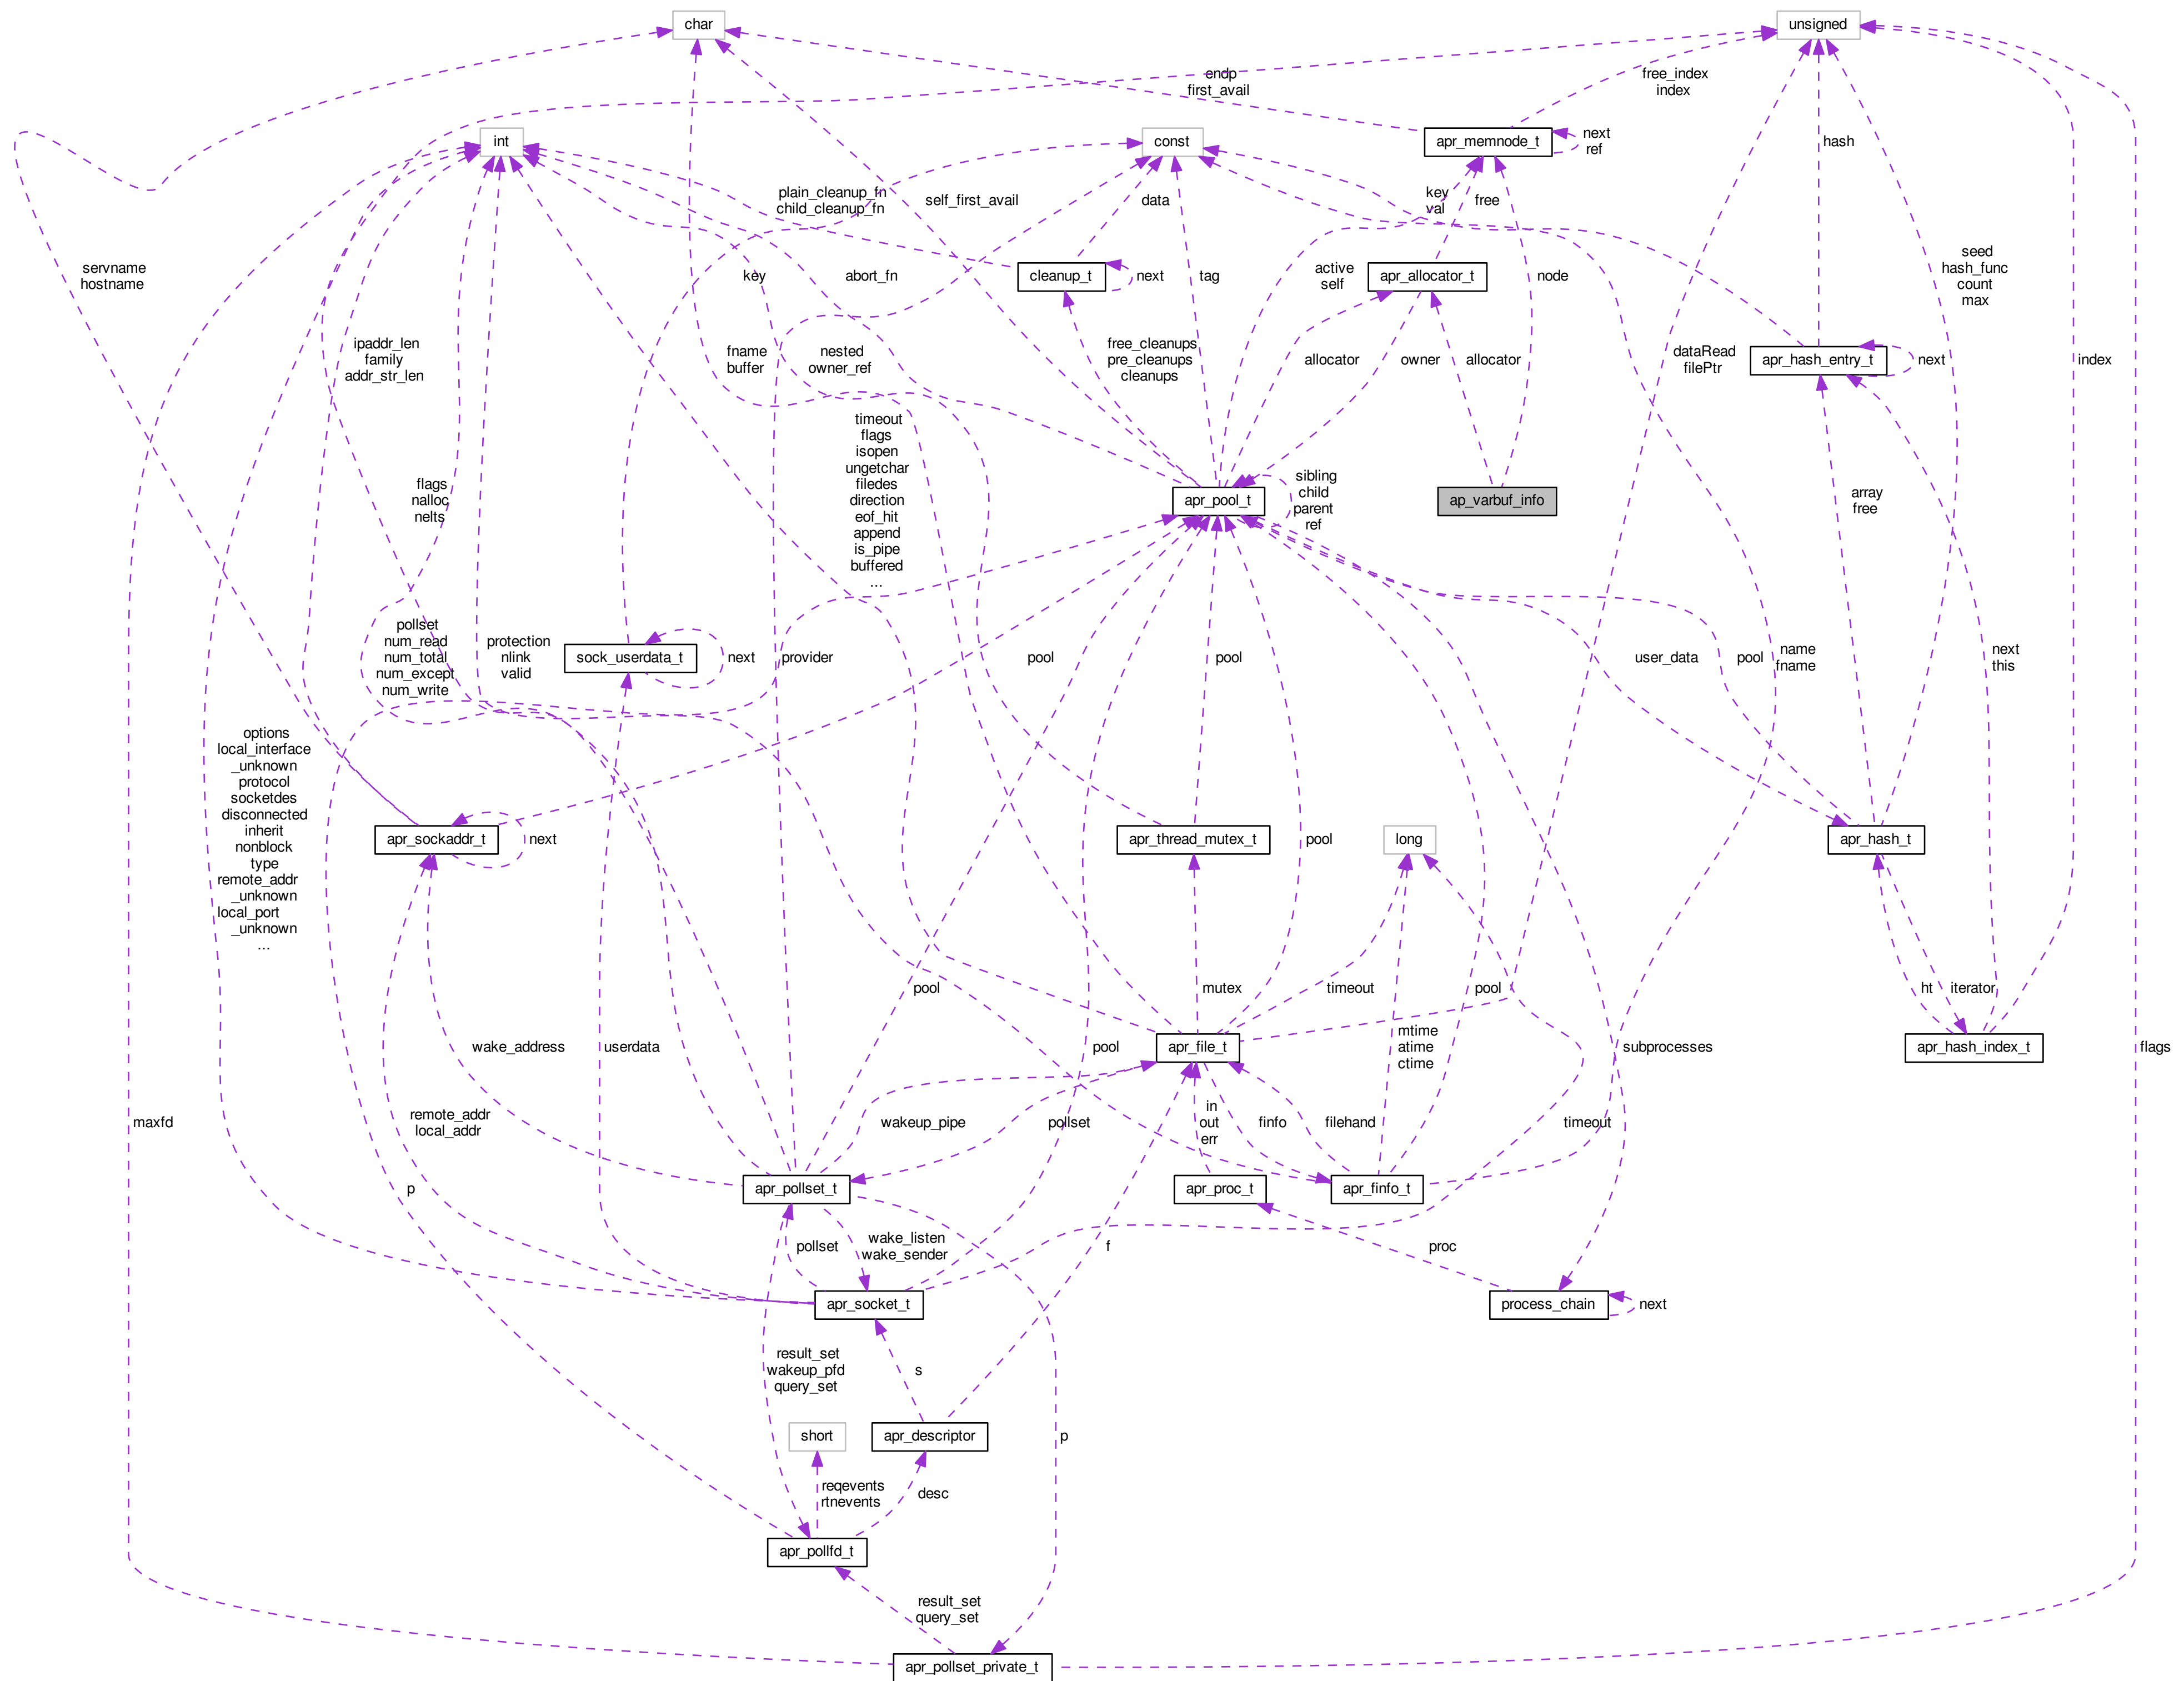 char
unsigned
endp
first_avail
free_index
index
int
const
apr_memnode_t
next
ref
hash
plain_cleanup_fn
child_cleanup_fn
self_first_avail
data
key
val
free
servname
hostname
key
abort_fn
cleanup_t
next
tag
active
self
apr_allocator_t
node
seed
hash_func
count
max
ipaddr_len
family
addr_str_len
fname
buffer
nested
owner_ref
free_cleanups
pre_cleanups
cleanups
allocator
owner
allocator
dataRead
filePtr
apr_hash_entry_t
next
index
flags
nalloc
nelts
timeout
flags
isopen
ungetchar
filedes
direction
eof_hit
append
is_pipe
buffered
...
apr_pool_t
sibling
child
parent
ref
ap_varbuf_info
array
free
pollset
num_read
num_total
num_except
num_write
protection
nlink
valid
sock_userdata_t
next
provider
pool
pool
user_data
pool
name
fname
next
this
options
local_interface
_unknown
protocol
socketdes
disconnected
inherit
nonblock
type
remote_addr
_unknown
local_port
_unknown
...
apr_sockaddr_t
next
apr_thread_mutex_t
pool
long
apr_hash_t
pool
mutex
timeout
pool
ht
iterator
wake_address
userdata
pool
apr_file_t
mtime
atime
ctime
subprocesses
apr_hash_index_t
flags
maxfd
remote_addr
local_addr
wakeup_pipe
pollset
in
out
err
finfo
filehand
timeout
p
apr_pollset_t
apr_proc_t
apr_finfo_t
pollset
wake_listen
wake_sender
f
proc
apr_socket_t
process_chain
next
result_set
wakeup_pfd
query_set
s
short
apr_descriptor
p
reqevents
rtnevents
desc
apr_pollfd_t
result_set
query_set
apr_pollset_private_t